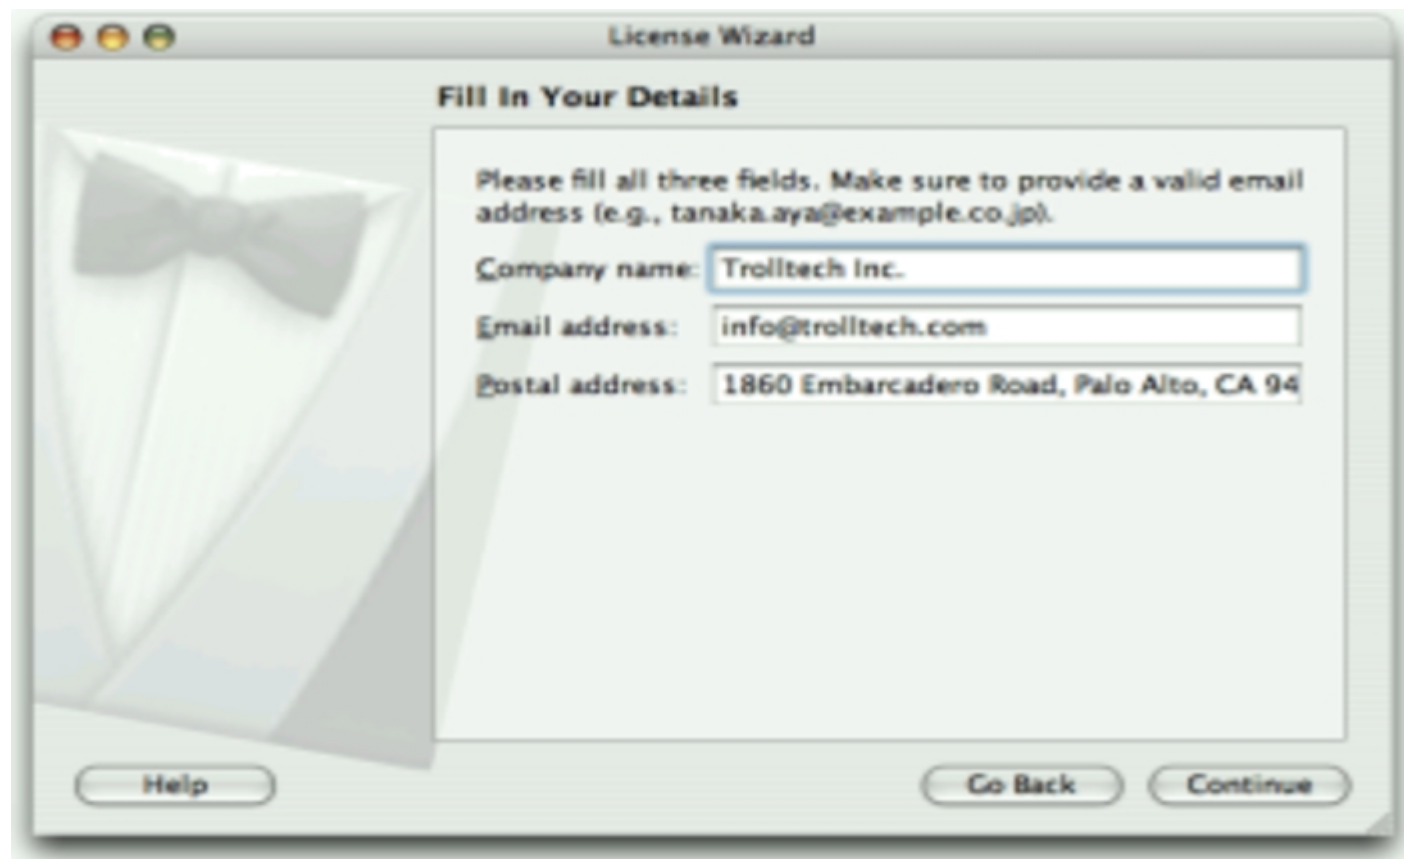 License Wizard
Fill In Your Details
Please fill all three fields. Make sure to provide a valid email
address (e.g., tanaka.aya@example.co.jp).
Company name: Trolltech Inc.
Email address: info@trolltech.com
Postal address: 1860 Embarcadero Road, Palo Alto, CA 94
Help Go Back Continue